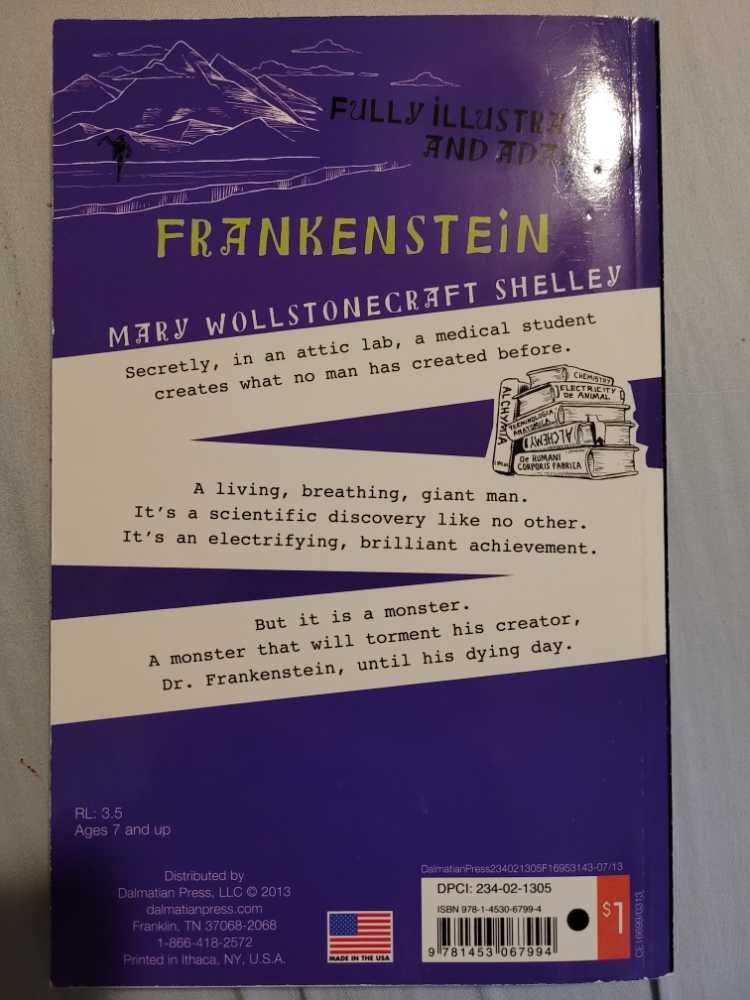 FULLY iLLUSTRA
AND ADA
FRANKENSTEiN
MARY WOLLSTONECRAFT SHELLEY
Secretly, in an attic lab, a medical student
creates what no man has created before.
CHEMISTRY
ELECTRICITY
DE ANIMAL
TERMINOLOGIA
ANATOMICA
ALCHYMIA
ALCHEMY
De HUMANI
CORPORIS FABRICA
A living, breathing, giant man.
It's a scientific discovery like no other.
It's an electrifying, brilliant achievement.
But it is a monster.
A monster that will torment his creator,
Dr. Frankenstein, until his dying day.
RL: 3.5
Ages 7 and up
Distributed by
Dalmatian Press, LLC © 2013
dalmatianpress.com
Franklin, TN 37068-2068
1-866-418-2572
Printed in Ithaca, NY, U.S.A.
MADE IN THE USA
DalmatianPress234021305F16953143-07/13
DPCI: 234-02-1305
ISBN 978-1-4530-6799-4
9 781453 067994
$1
CE16699/0313